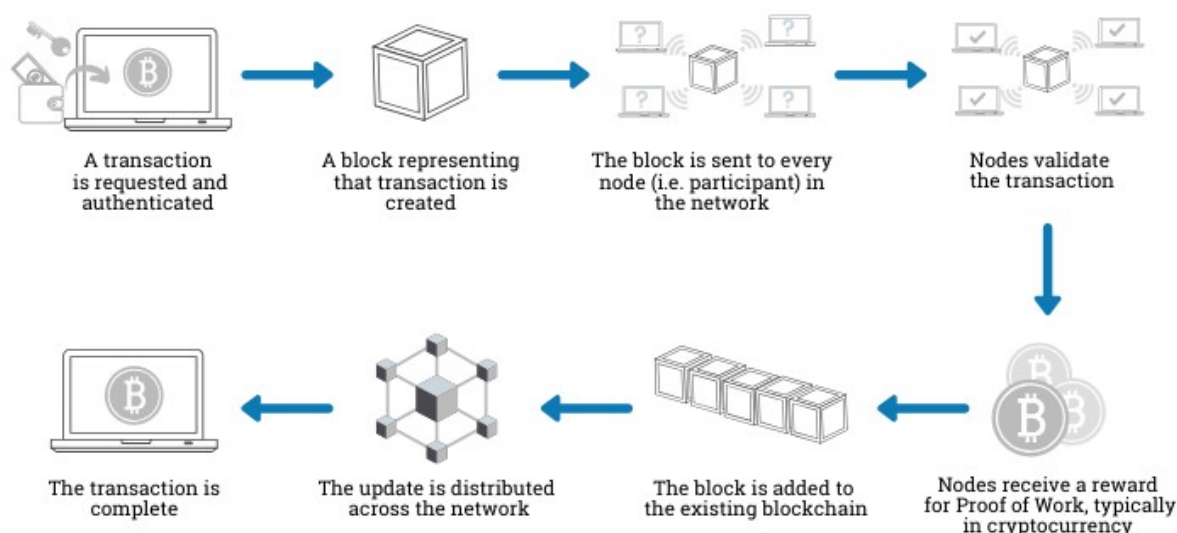 A transaction
is requested and
authenticated
A block representing
that transaction is
created
The block is sent to every
node (i.e. participant) in
the network
Nodes validate
the transaction
Nodes receive a reward
for Proof of Work, typically
in cryptocurrency
The block is added to
the existing blockchain
The update is distributed
across the network
The transaction is
complete